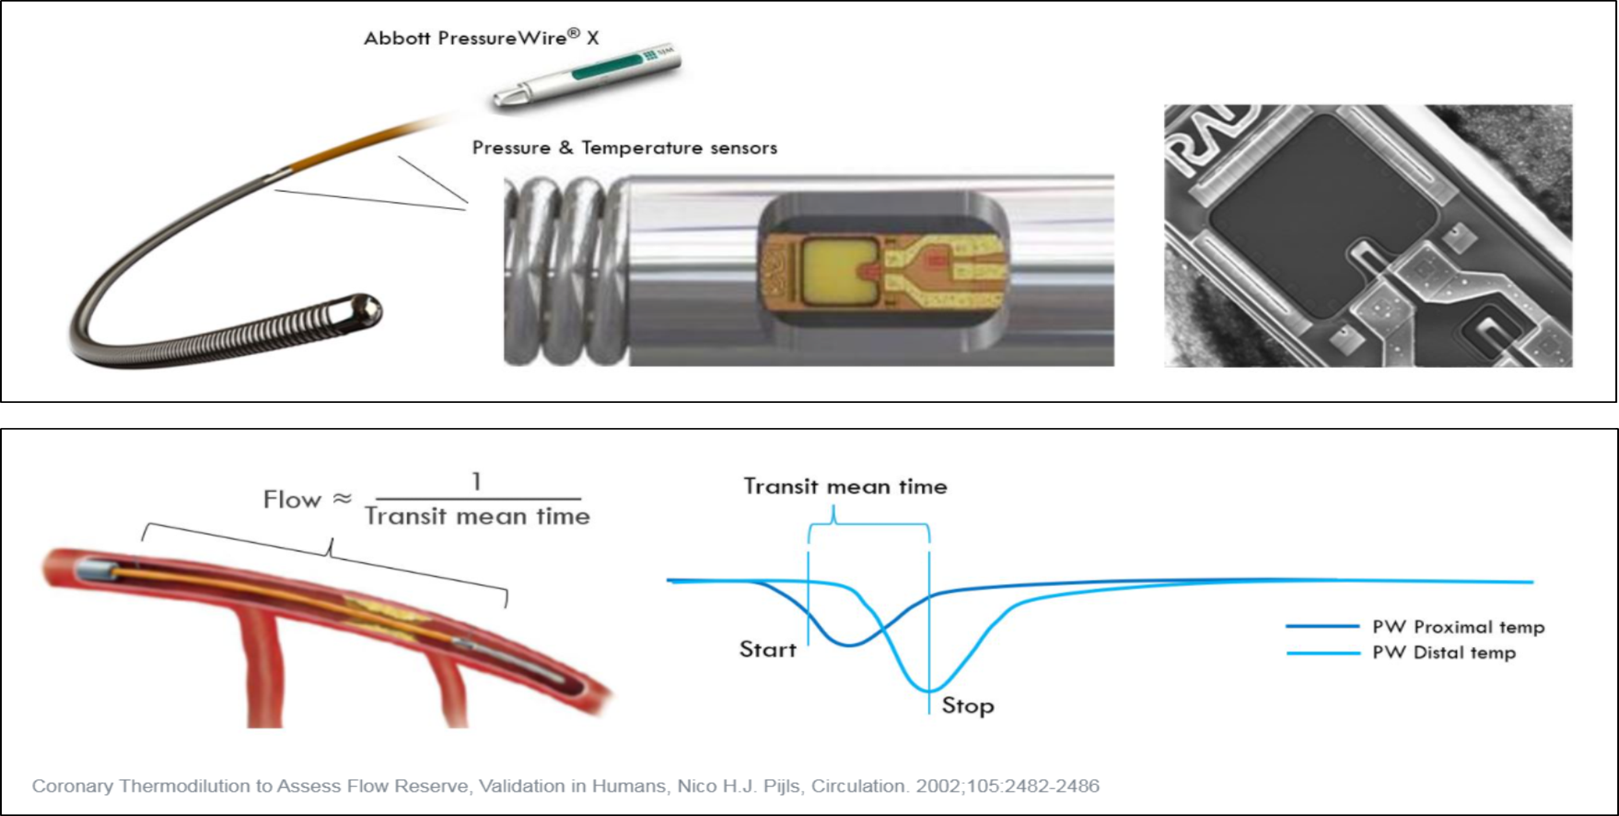 Abbott PressureWire® X
Pressure & Temperature sensors
RAD
Flow ≈ 1
Transit mean time
Transit mean time
Start
Stop
PW Proximal temp
PW Distal temp
Coronary Thermodilution to Assess Flow Reserve, Validation in Humans, Nico H.J. Pijls, Circulation. 2002;105:2482-2486